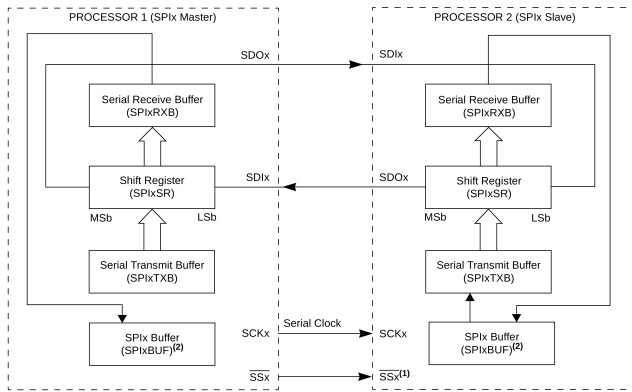 PROCESSOR 1 (SPIx Master)
SDOx
Serial Receive Buffer
(SPIxRXB)
Shift Register
(SPIxSR)
SDIx
MSb
LSb
Serial Transmit Buffer
(SPIxTXB)
SPIx Buffer
(SPIxBUF)(2)
SCKx
SSx
Serial Clock
PROCESSOR 2 (SPIx Slave)
SDIx
Serial Receive Buffer
(SPIxRXB)
SDOx
Shift Register
(SPIxSR)
MSb
LSb
Serial Transmit Buffer
(SPIxTXB)
SCKx
SPIx Buffer
(SPIxBUF)(2)
SSx(1)